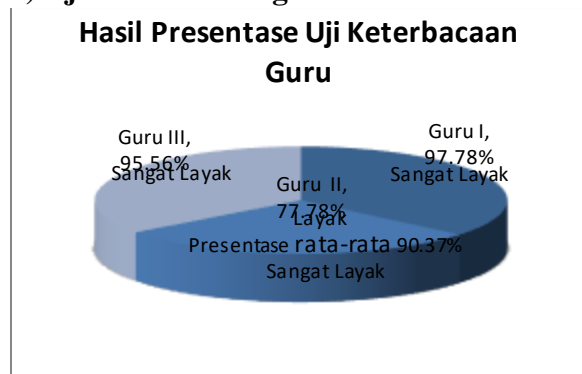 Hasil Presentase Uji Keterbacaan
Guru
Guru III,
95.56%
Sangat Layak
Guru I,
97.78%
Sangat Layak
Guru II,
77.78%
Layak
Presentase rata-rata 90.37%
Sangat Layak